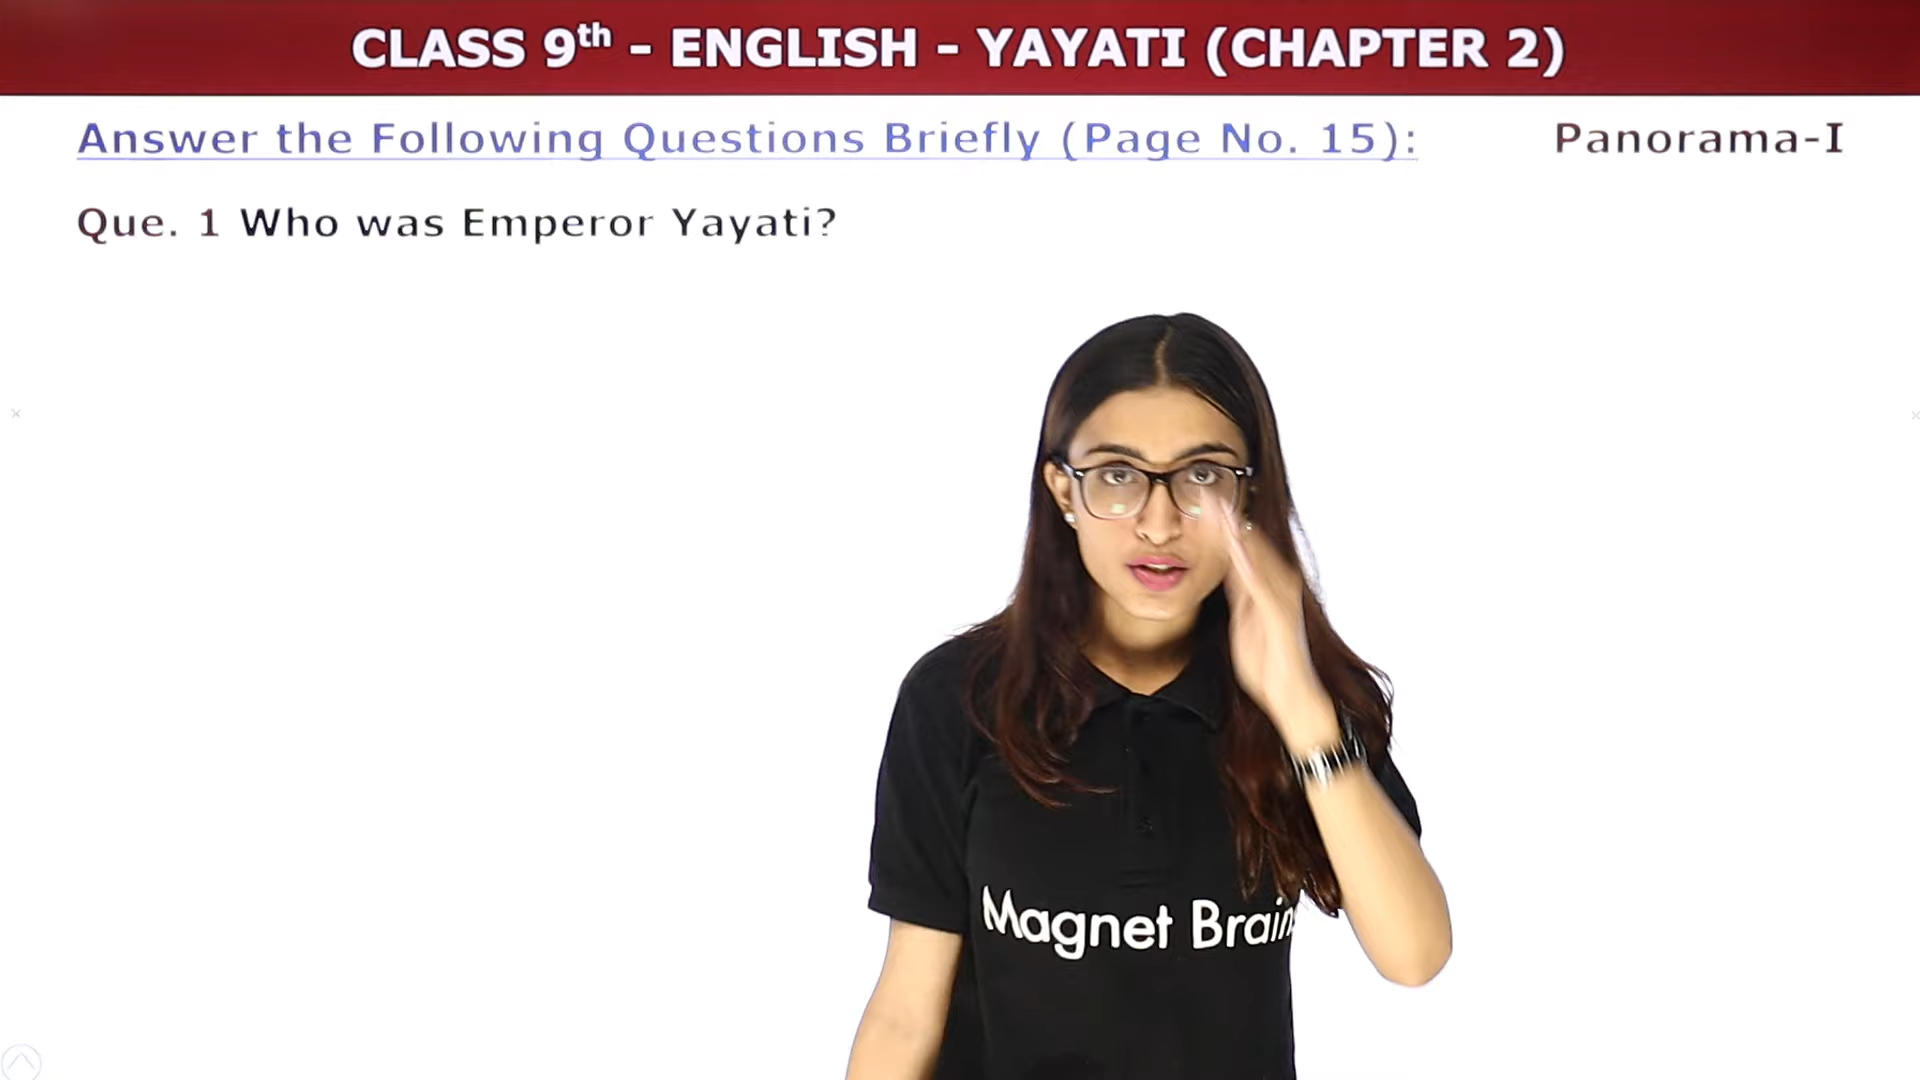 CLASS 9th - ENGLISH - YAYATI (CHAPTER 2)
Answer the Following Questions Briefly (Page No. 15): Panorama-I
Que. 1 Who was Emperor Yayati?
Magnet Brains